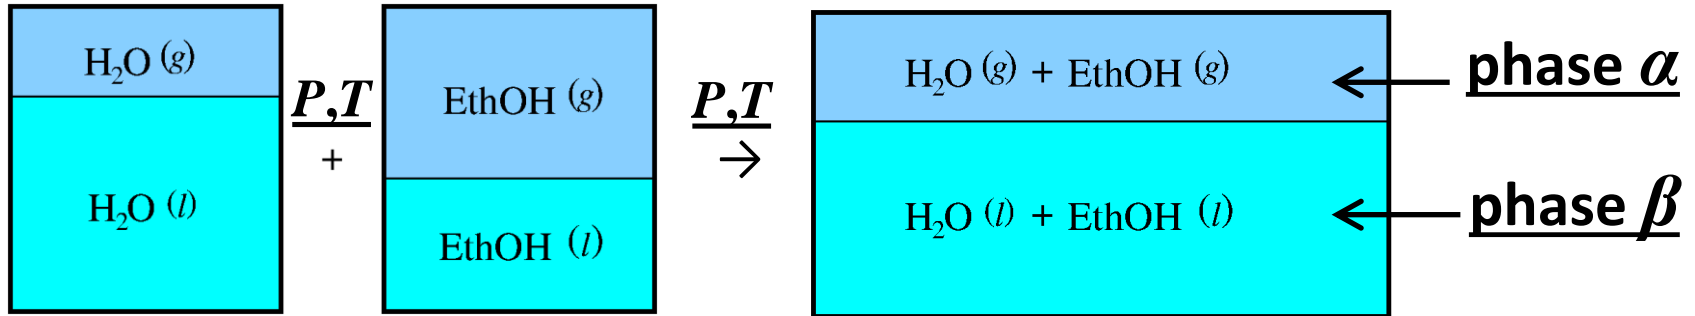 H₂O (g)
H₂O (l)
P,T
+
EthOH (g)
EthOH (l)
P,T
→
H₂O (g) + EthOH (g)
H₂O (l) + EthOH (l)
phase α
phase β